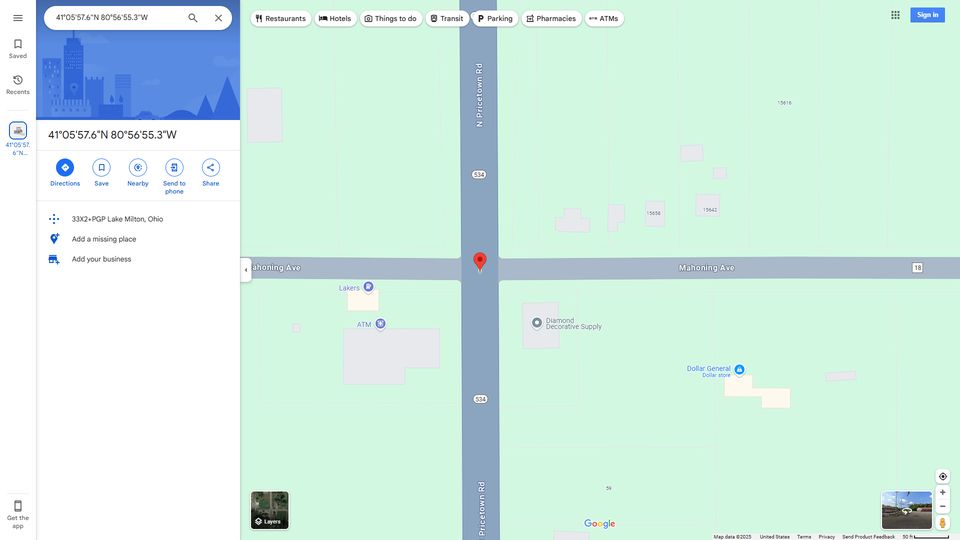 41°05'57.6"N 80°56'55.3"W
Saved
Recents
41°05'57.
6"N...
Get the
app
41°05'57.6"N 80°56'55.3"W
Directions
Save
Nearby
Send to
phone
Share
33X2+PGP Lake Milton, Ohio
Add a missing place
Add your business
Restaurants
Hotels
Things to do
Transit
Parking
Pharmacies
ATMs
Sign in
N Pricetown Rd
15616
534
15658
15642
ahoning Ave
Mahoning Ave
18
Lakers
ATM
Diamond
Decorative Supply
Dollar General
Dollar store
534
Pricetown Rd
59
Layers
Google
Map data ©2025 United States Terms Privacy Send Product Feedback 50 ft